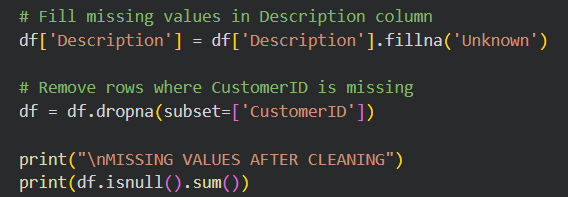 # Fill missing values in Description column
df['Description'] = df['Description'].fillna('Unknown')
# Remove rows where CustomerID is missing
df = df.dropna(subset=['CustomerID'])
print("\nMISSING VALUES AFTER CLEANING")
print(df.isnull().sum())